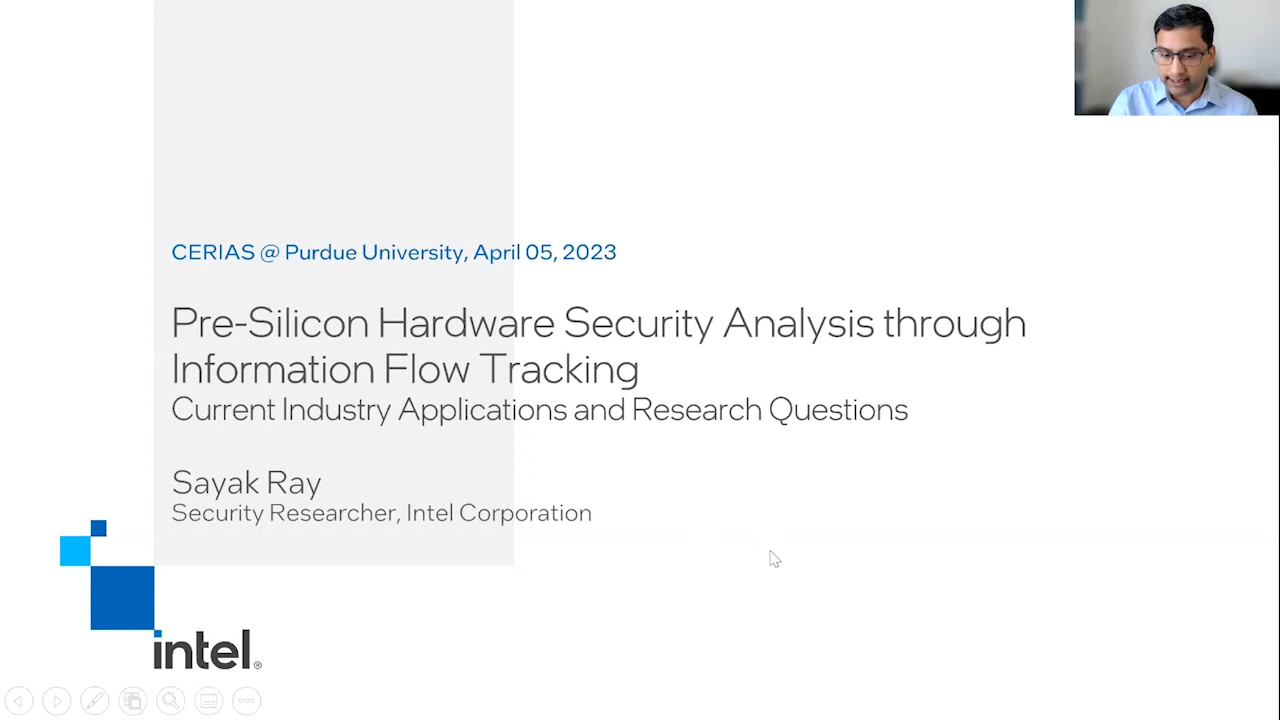 CERIAS @ Purdue University, April 05, 2023
Pre-Silicon Hardware Security Analysis through
Information Flow Tracking
Current Industry Applications and Research Questions
Sayak Ray
Security Researcher, Intel Corporation
intel®